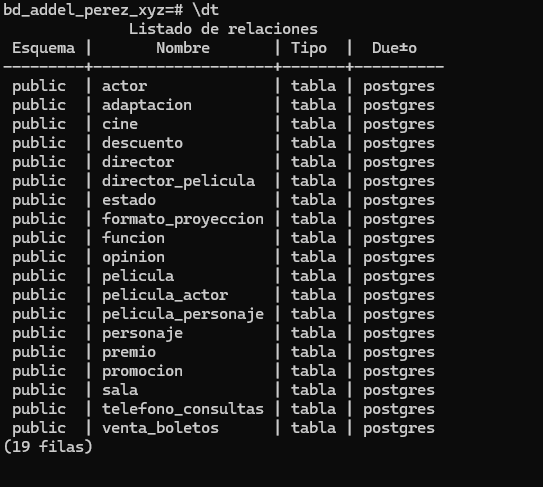 bd_addel_perez_xyz=# \dt
Listado de relaciones
Esquema | Nombre | Tipo | Due±o
---------+---------------------+-------+----------
public | actor | tabla | postgres
public | adaptacion | tabla | postgres
public | cine | tabla | postgres
public | descuento | tabla | postgres
public | director | tabla | postgres
public | director_pelicula | tabla | postgres
public | estado | tabla | postgres
public | formato_proyeccion | tabla | postgres
public | funcion | tabla | postgres
public | opinion | tabla | postgres
public | pelicula | tabla | postgres
public | pelicula_actor | tabla | postgres
public | pelicula_personaje | tabla | postgres
public | personaje | tabla | postgres
public | premio | tabla | postgres
public | promocion | tabla | postgres
public | sala | tabla | postgres
public | telefono_consultas | tabla | postgres
public | venta_boletos | tabla | postgres
(19 filas)